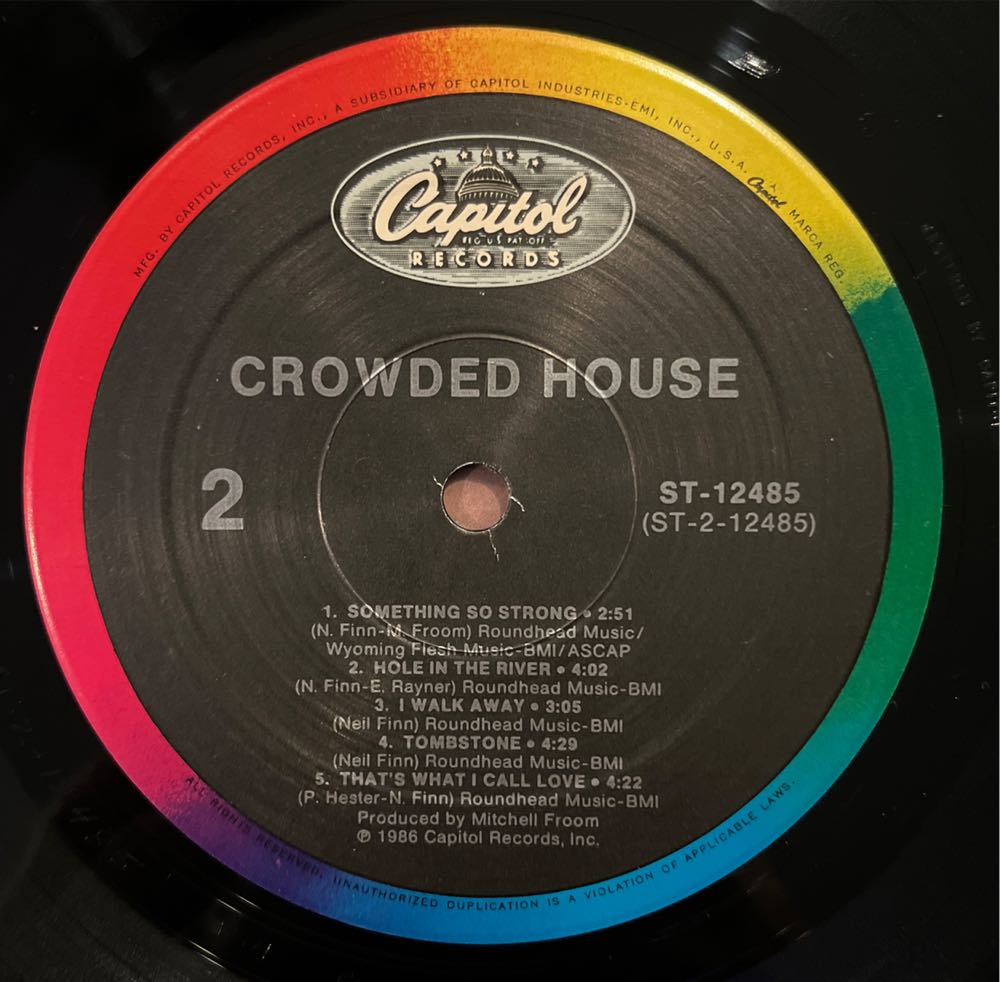 MFG. BY CAPITOL RECORDS, INC., A SUBSIDIARY OF CAPITOL INDUSTRIES-EMI, INC., U.S.A. Capitol MARCA REG.
Capitol
REG U S PAT OFF
RECORDS
CROWDED HOUSE
2
ST-12485
(ST-2-12485)
1. SOMETHING SO STRONG • 2:51
(N. Finn-M. Froom) Roundhead Music/
Wyoming Flesh Music-BMI/ASCAP
2. HOLE IN THE RIVER • 4:02
(N. Finn-E. Rayner) Roundhead Music-BMI
3. I WALK AWAY • 3:05
(Neil Finn) Roundhead Music-BMI
4. TOMBSTONE • 4:29
(Neil Finn) Roundhead Music-BMI
5. THAT'S WHAT I CALL LOVE • 4:22
(P. Hester-N. Finn) Roundhead Music-BMI
Produced by Mitchell Froom
℗ 1986 Capitol Records, Inc.
ALL RIGHTS RESERVED. UNAUTHORIZED DUPLICATION IS A VIOLATION OF APPLICABLE LAWS.